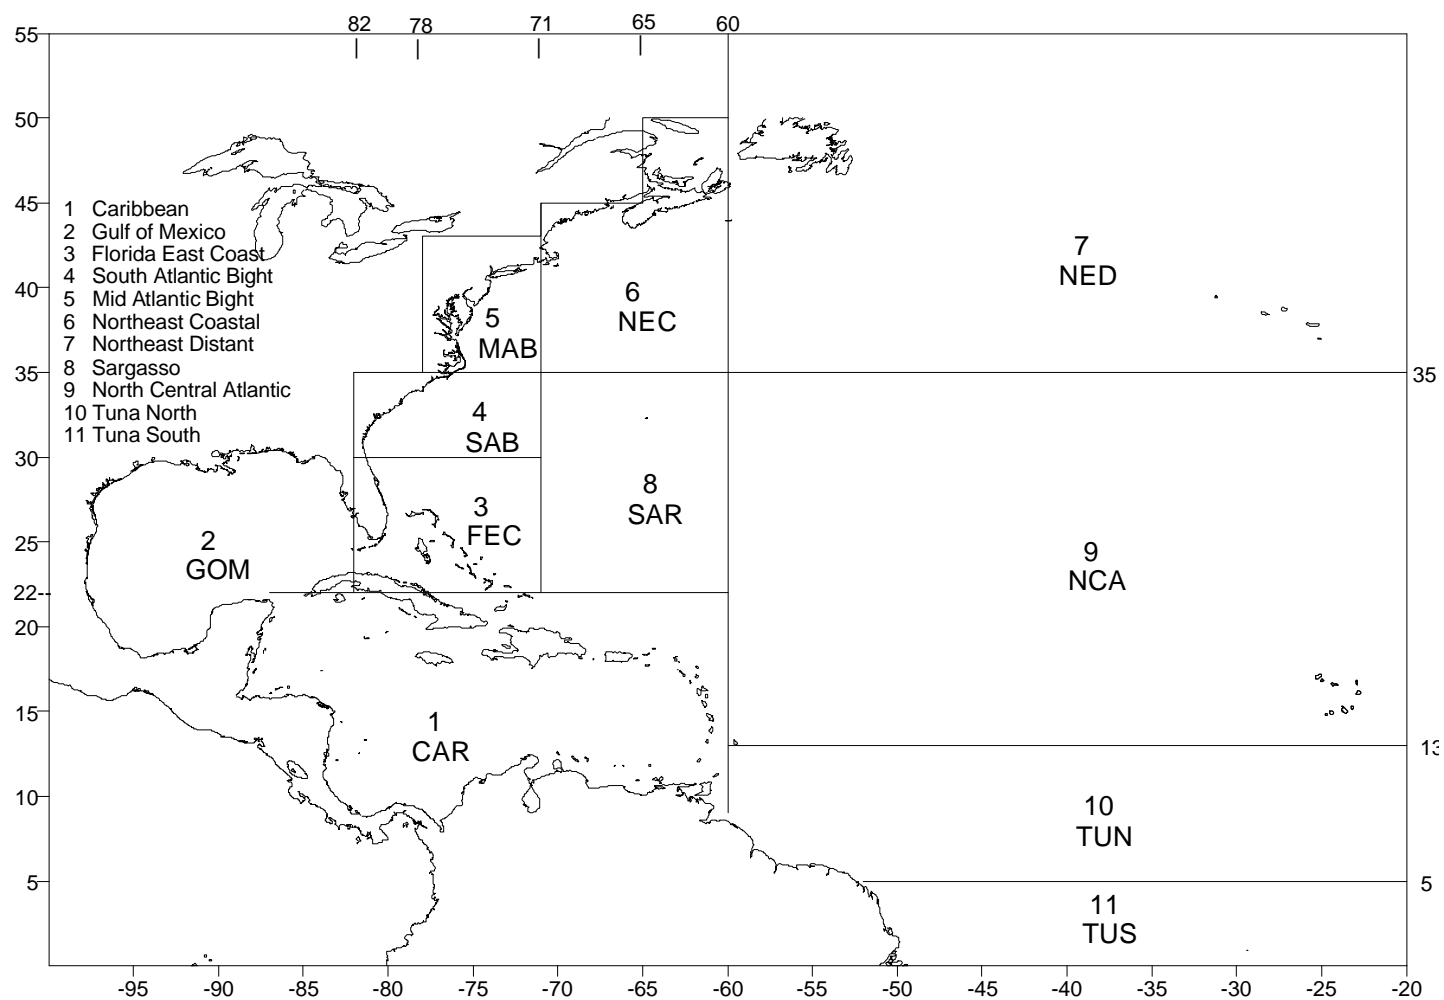 82 78 71 65 60
55
50
45
1 Caribbean
2 Gulf of Mexico
3 Florida East Coast
4 South Atlantic Bight
5 Mid Atlantic Bight
6 Northeast Coastal
7 Northeast Distant
8 Sargasso
9 North Central Atlantic
10 Tuna North
11 Tuna South
7
NED
40
6
NEC
5
MAB
35 35
4
SAB
30
8
SAR
3
FEC
25
2
GOM
9
NCA
22--
20
15
1
CAR
13
10
10
TUN
5 5
11
TUS
-95 -90 -85 -80 -75 -70 -65 -60 -55 -50 -45 -40 -35 -30 -25 -20